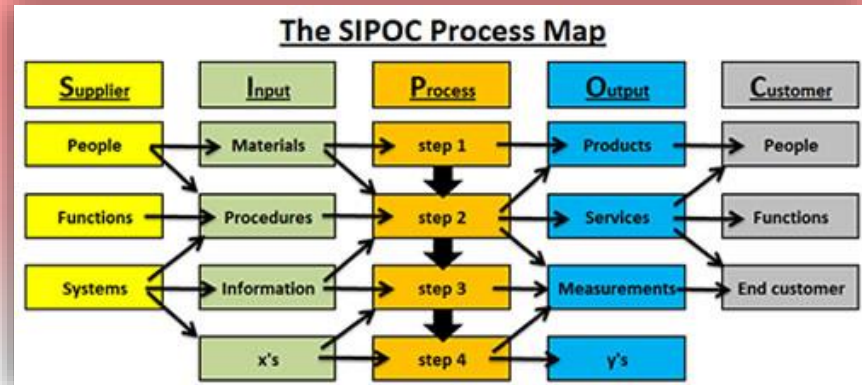 The SIPOC Process Map
Supplier Input Process Output Customer
People Materials step 1 Products People
Functions Procedures step 2 Services Functions
Systems Information step 3 Measurements End customer
x's step 4 y's